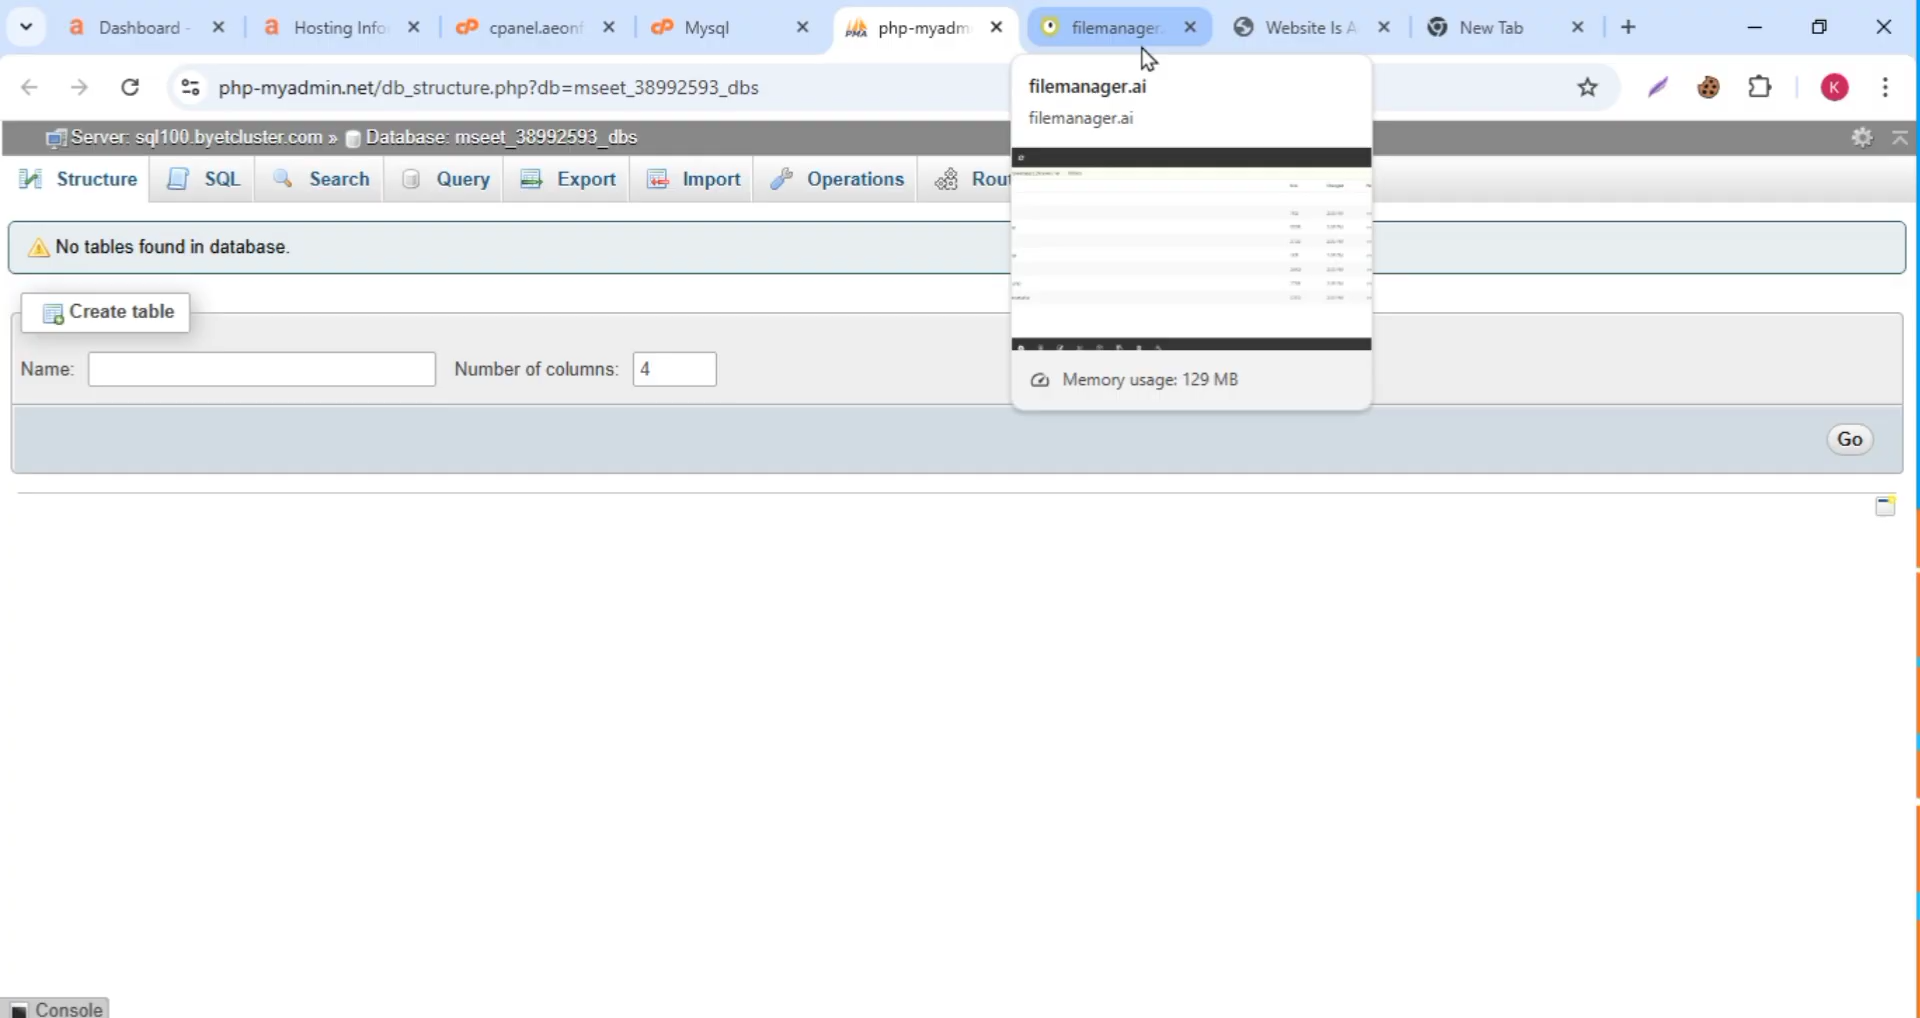 Dashboard -
Hosting Info
cpanel.aeonf
Mysql
php-myadm
filemanager.
Website Is A
New Tab
php-myadmin.net/db_structure.php?db=mseet_38992593_dbs
K
filemanager.ai
filemanager.ai
Server: sql100.byetcluster.com » Database: mseet_38992593_dbs
Structure
SQL
Search
Query
Export
Import
Operations
Rout
No tables found in database.
Create table
Name:
Number of columns: 4
Memory usage: 129 MB
Go
Console